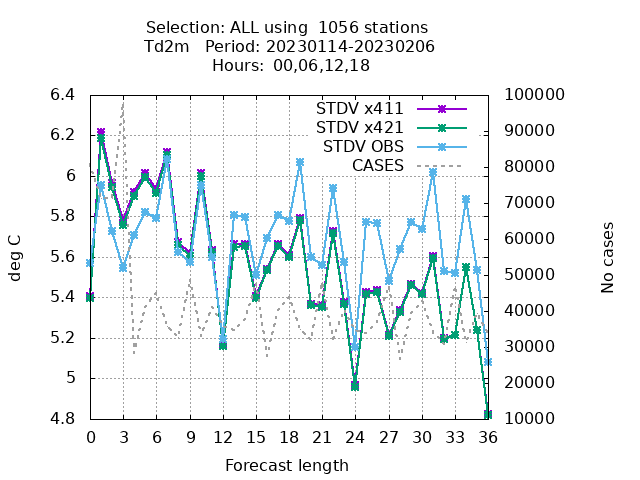 Selection: ALL using  1056 stations
Td2m   Period: 20230114-20230206
Hours:  00,06,12,18
STDV x411
STDV x421
STDV OBS
CASES
6.4
6.2
6
5.8
5.6
5.4
5.2
5
4.8
100000
90000
80000
70000
60000
50000
40000
30000
20000
10000
deg C
No cases
0 3 6 9 12 15 18 21 24 27 30 33 36
Forecast length